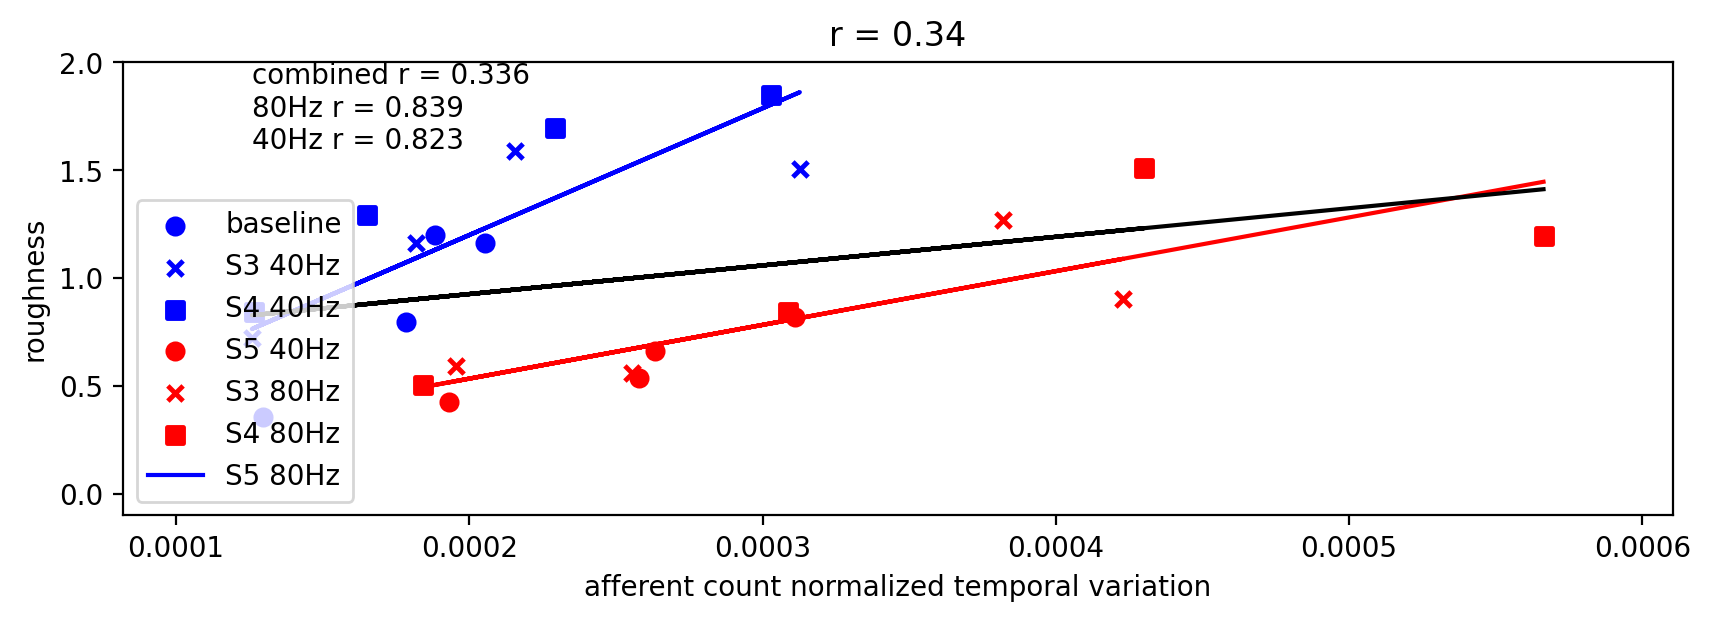 r = 0.34
combined r = 0.336
80Hz r = 0.839
40Hz r = 0.823
2.0
1.5
1.0
0.5
0.0
roughness
baseline
S3 40Hz
S4 40Hz
S5 40Hz
S3 80Hz
S4 80Hz
S5 80Hz
0.0001 0.0002 0.0003 0.0004 0.0005 0.0006
afferent count normalized temporal variation